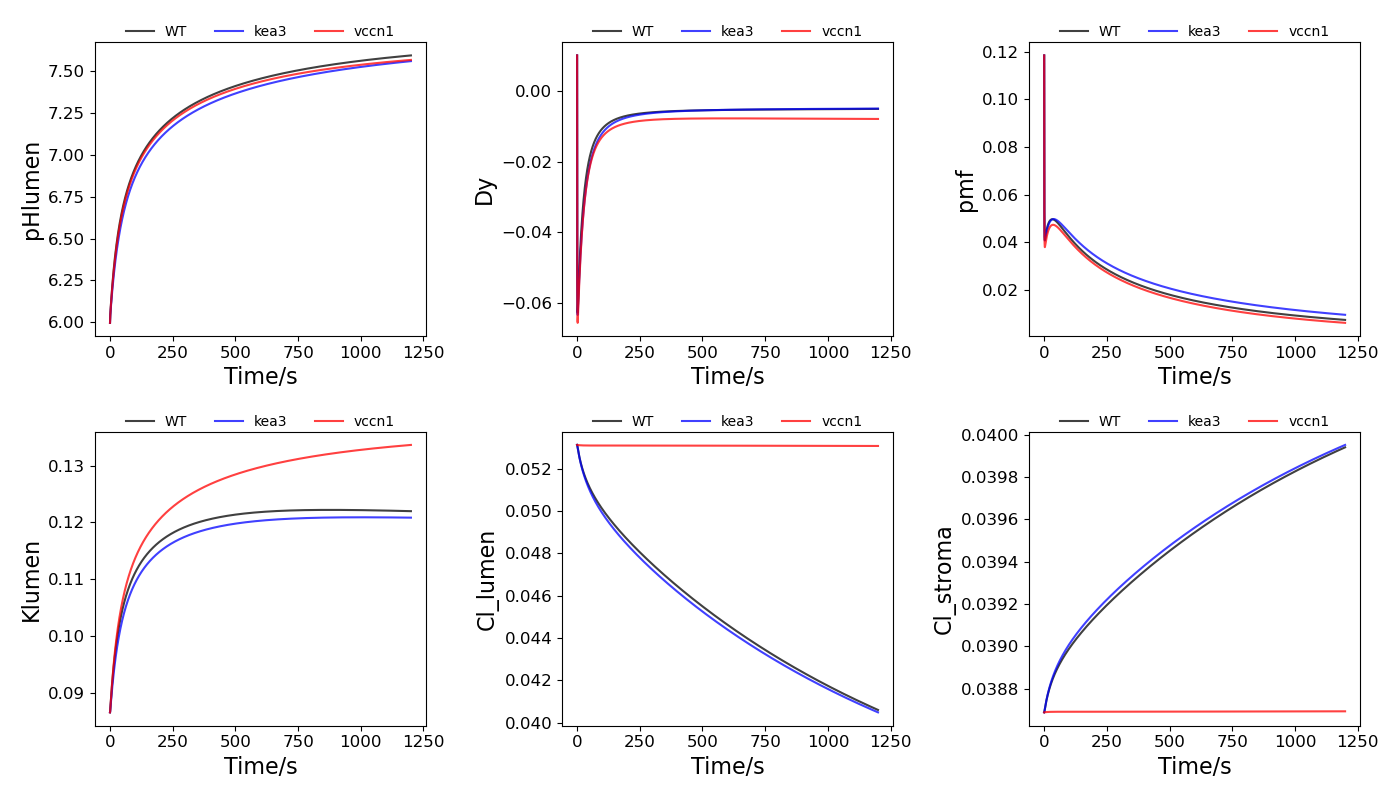 WT kea3 vccn1
pHlumen
7.50
7.25
7.00
6.75
6.50
6.25
6.00
0 250 500 750 1000 1250
Time/s
WT kea3 vccn1
Dy
0.00
−0.02
−0.04
−0.06
0 250 500 750 1000 1250
Time/s
WT kea3 vccn1
pmf
0.12
0.10
0.08
0.06
0.04
0.02
0 250 500 750 1000 1250
Time/s
WT kea3 vccn1
Klumen
0.13
0.12
0.11
0.10
0.09
0 250 500 750 1000 1250
Time/s
WT kea3 vccn1
Cl_lumen
0.052
0.050
0.048
0.046
0.044
0.042
0.040
0 250 500 750 1000 1250
Time/s
WT kea3 vccn1
Cl_stroma
0.0400
0.0398
0.0396
0.0394
0.0392
0.0390
0.0388
0 250 500 750 1000 1250
Time/s